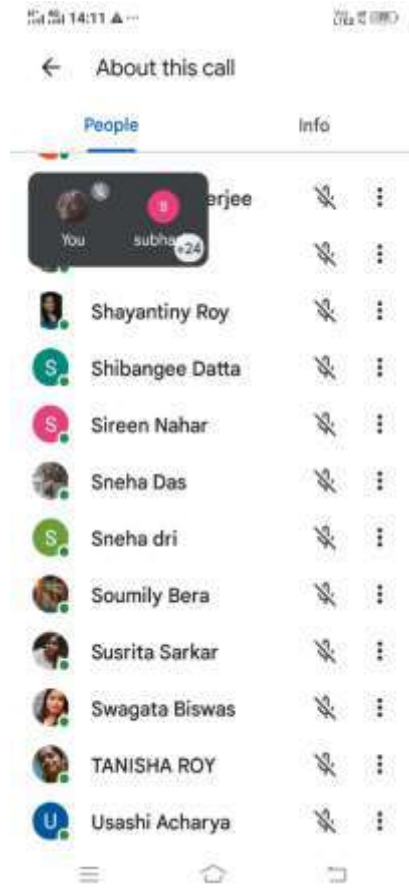 14:11
About this call
People Info
erjee
You subha +24
Shayantiny Roy
S Shibangee Datta
S Sireen Nahar
Sneha Das
S Sneha dri
Soumily Bera
Susrita Sarkar
Swagata Biswas
TANISHA ROY
U Usashi Acharya